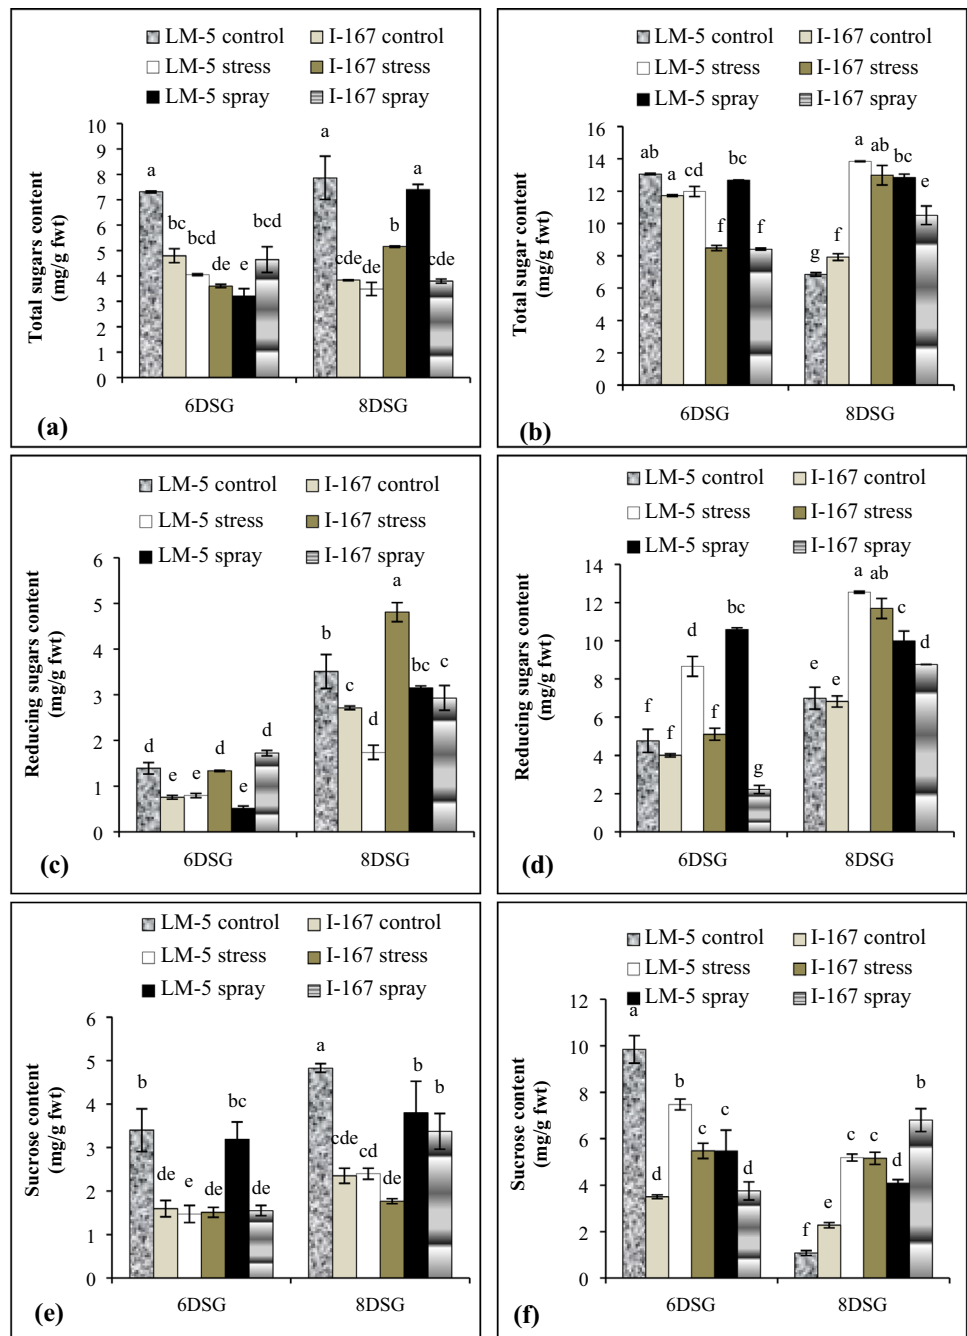 LM-5 control I-167 control
LM-5 stress I-167 stress
LM-5 spray I-167 spray
Total sugars content
(mg/g fwt)
10
9
8
7
6
5
4
3
2
1
0
a
bc
bcd
de
e
bcd
a
cde
de
b
a
cde
6DSG 8DSG
(a)
LM-5 control I-167 control
LM-5 stress I-167 stress
LM-5 spray I-167 spray
Total sugar content
(mg/g fwt)
16
14
12
10
8
6
4
2
0
ab
a
cd
f
bc
f
g
f
a
ab
bc
e
6DSG 8DSG
(b)
LM-5 control I-167 control
LM-5 stress I-167 stress
LM-5 spray I-167 spray
Reducing sugars content
(mg/g fwt)
6
5
4
3
2
1
0
d
e
e
d
e
d
b
c
d
a
bc
c
6DSG 8DSG
(c)
LM-5 control I-167 control
LM-5 stress I-167 stress
LM-5 spray I-167 spray
Reducing sugars content
(mg/g fwt)
14
12
10
8
6
4
2
0
f
f
d
f
bc
g
e
e
a
ab
c
d
6DSG 8DSG
(d)
LM-5 control I-167 control
LM-5 stress I-167 stress
LM-5 spray I-167 spray
Sucrose content
(mg/g fwt)
6
5
4
3
2
1
0
b
de
e
de
bc
de
a
cde
cd
de
b
b
6DSG 8DSG
(e)
LM-5 control I-167 control
LM-5 stress I-167 stress
LM-5 spray I-167 spray
Sucrose content
(mg/g fwt)
12
10
8
6
4
2
0
a
d
b
c
c
d
f
e
c
c
d
b
6DSG 8DSG
(f)